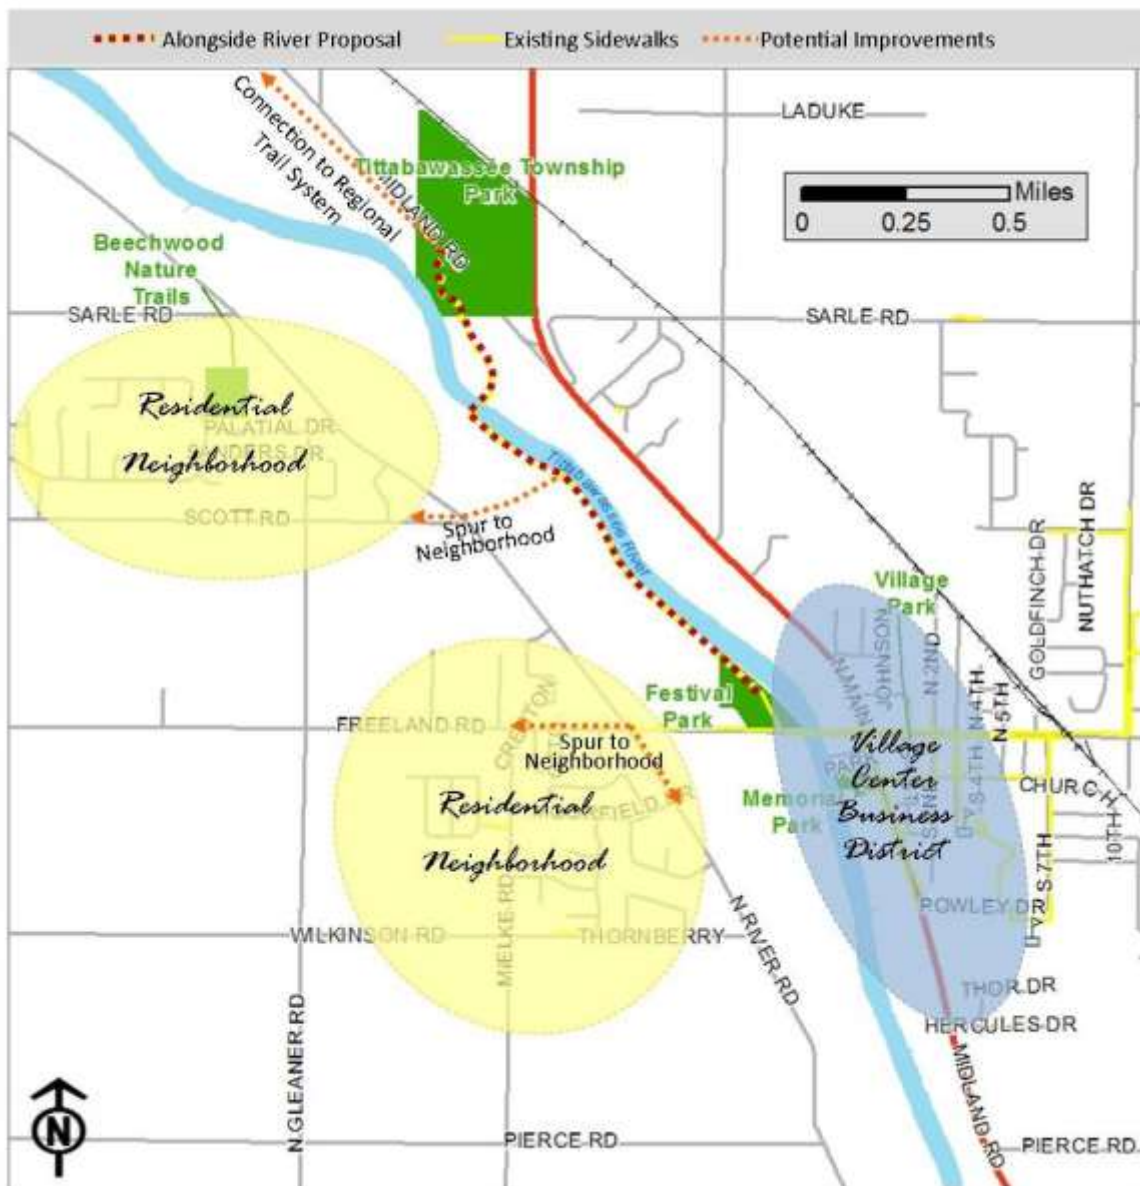 Alongside River Proposal
Existing Sidewalks
Potential Improvements
LADUKE
Connection to Regional
Trail System
Tittabawassee Township
Park
MIDLAND RD
Miles
0 0.25 0.5
Beechwood
Nature
Trails
SARLE RD
SARLE RD
Residential
Neighborhood
PALATIAL DR
SANDERS DR
SCOTT RD
Spur to
Neighborhood
Tittabawassee River
GOLDFINCH DR
NUTHATCH DR
Village
Park
JOHNSON
N 2ND
N 4TH
N 5TH
N MAIN
Festival
Park
FREELAND RD
Spur to
Neighborhood
Residential
Neighborhood
Village
Center
Business
District
Memorial
Park
S 4TH
CHURCH
10TH
S 7TH
POWLEY DR
WILKINSON RD
THORNBERRY
MIELKE RD
N RIVER RD
THOR DR
HERCULES DR
N GLEANER RD
MIDLAND RD
N
PIERCE RD
PIERCE RD